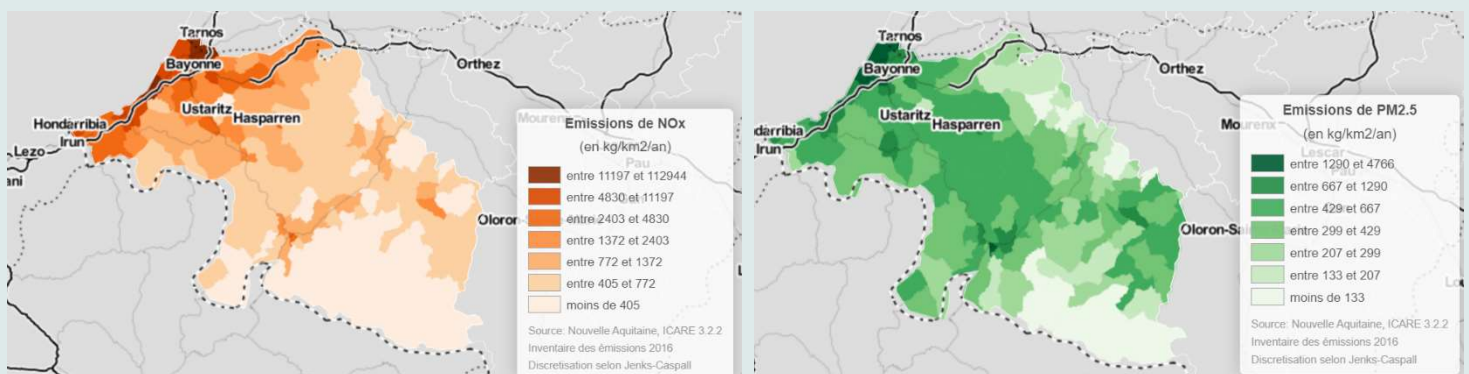 Tarnos
Bayonne
Orthez
Ustaritz
Hasparren
Hondarribia
Irun
Lezo
ani
Mourenx
Pau
Oloron-S
L
Emissions de NOx
(en kg/km2/an)
entre 11197 et 112944
entre 4830 et 11197
entre 2403 et 4830
entre 1372 et 2403
entre 772 et 1372
entre 405 et 772
moins de 405
Source: Nouvelle Aquitaine, ICARE 3.2.2
Inventaire des émissions 2016
Discretisation selon Jenks-Caspall
Tarnos
Bayonne
Orthez
Ustaritz
Hasparren
darribia
Irun
Mourenx
Lescar
Pau
Oloron-Sai
Lou
Emissions de PM2.5
(en kg/km2/an)
entre 1290 et 4766
entre 667 et 1290
entre 429 et 667
entre 299 et 429
entre 207 et 299
entre 133 et 207
moins de 133
Source: Nouvelle Aquitaine, ICARE 3.2.2
Inventaire des émissions 2016
Discretisation selon Jenks-Caspall